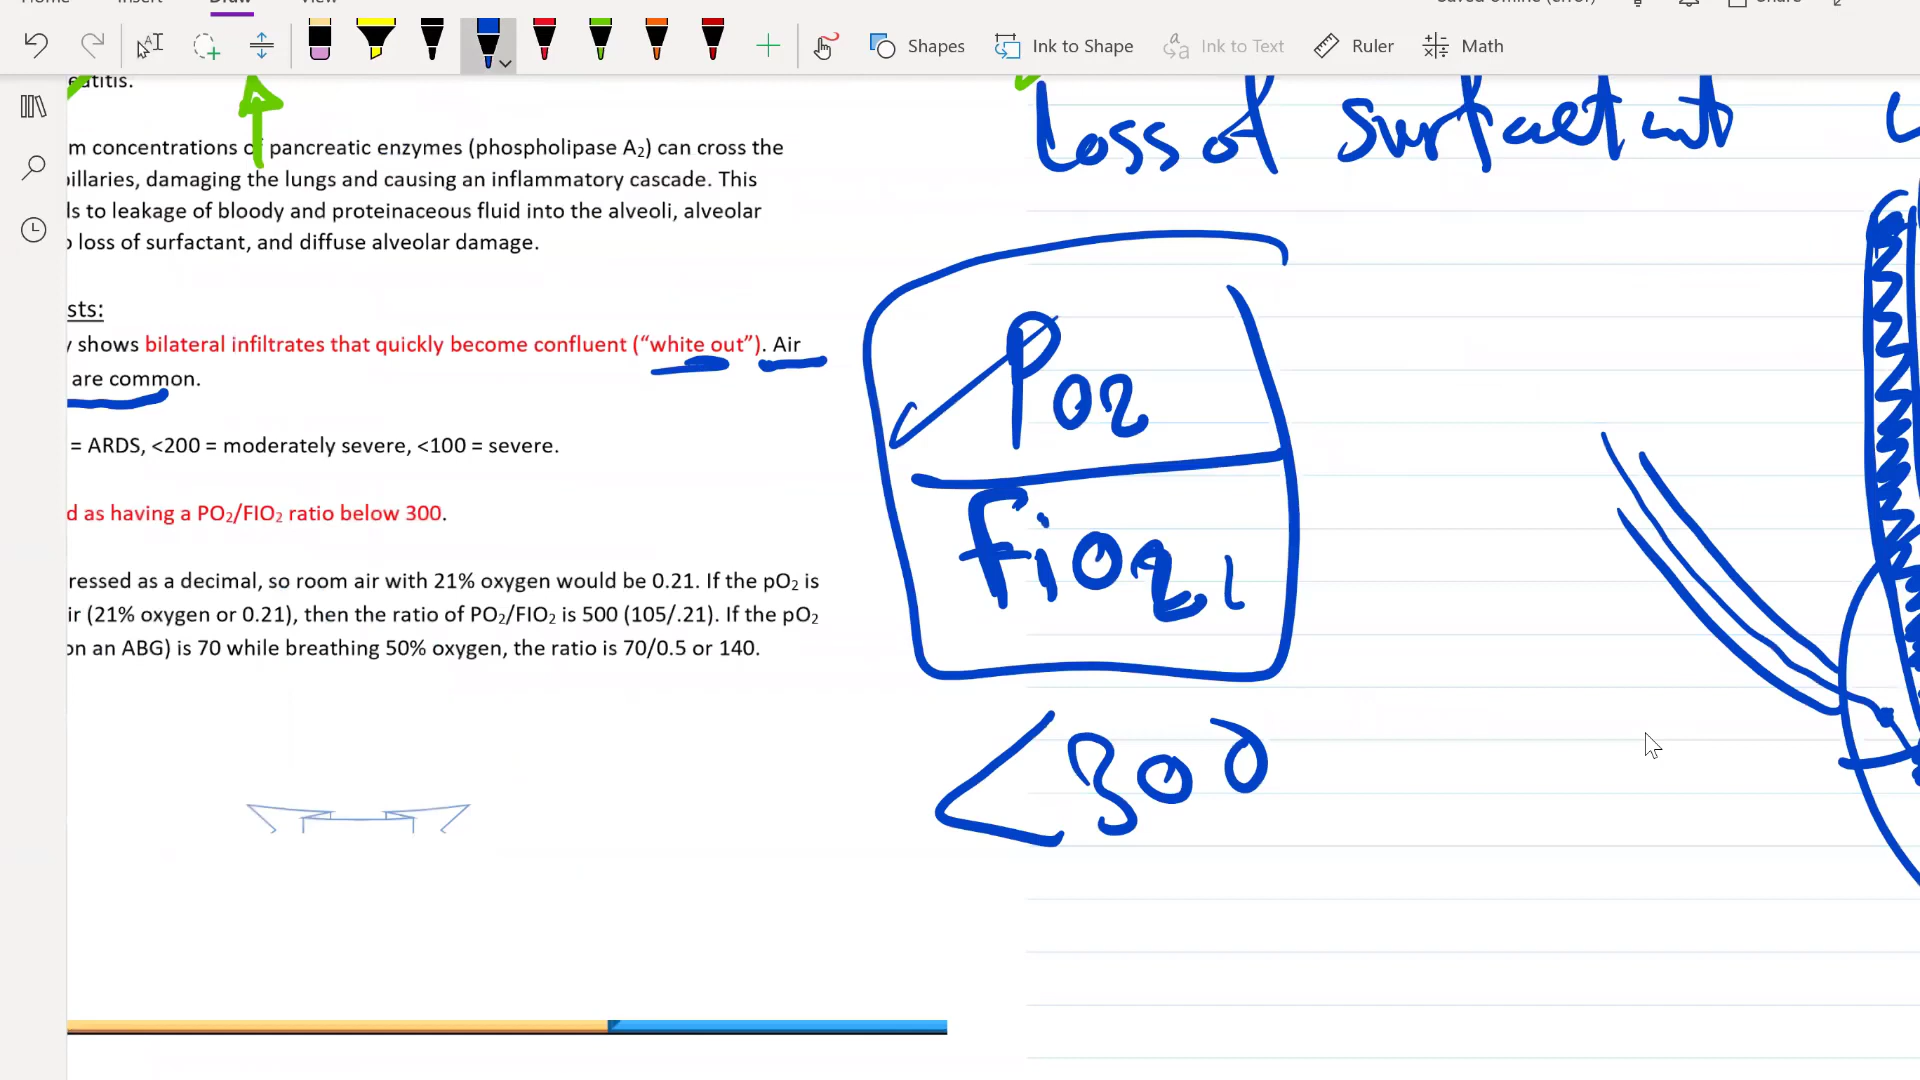 Home Insert Draw View
Saved online (error)
Share
Shapes
Ink to Shape
Ink to Text
Ruler
Math
atitis.
m concentrations of pancreatic enzymes (phospholipase A₂) can cross the
illaries, damaging the lungs and causing an inflammatory cascade. This
ls to leakage of bloody and proteinaceous fluid into the alveoli, alveolar
loss of surfactant, and diffuse alveolar damage.
sts:
shows bilateral infiltrates that quickly become confluent (“white out”). Air
are common.
= ARDS, <200 = moderately severe, <100 = severe.
d as having a PO₂/FIO₂ ratio below 300.
ressed as a decimal, so room air with 21% oxygen would be 0.21. If the pO₂ is
ir (21% oxygen or 0.21), then the ratio of PO₂/FIO₂ is 500 (105/.21). If the pO₂
on an ABG) is 70 while breathing 50% oxygen, the ratio is 70/0.5 or 140.
Loss of surfactant
PO2
FiO2
<300